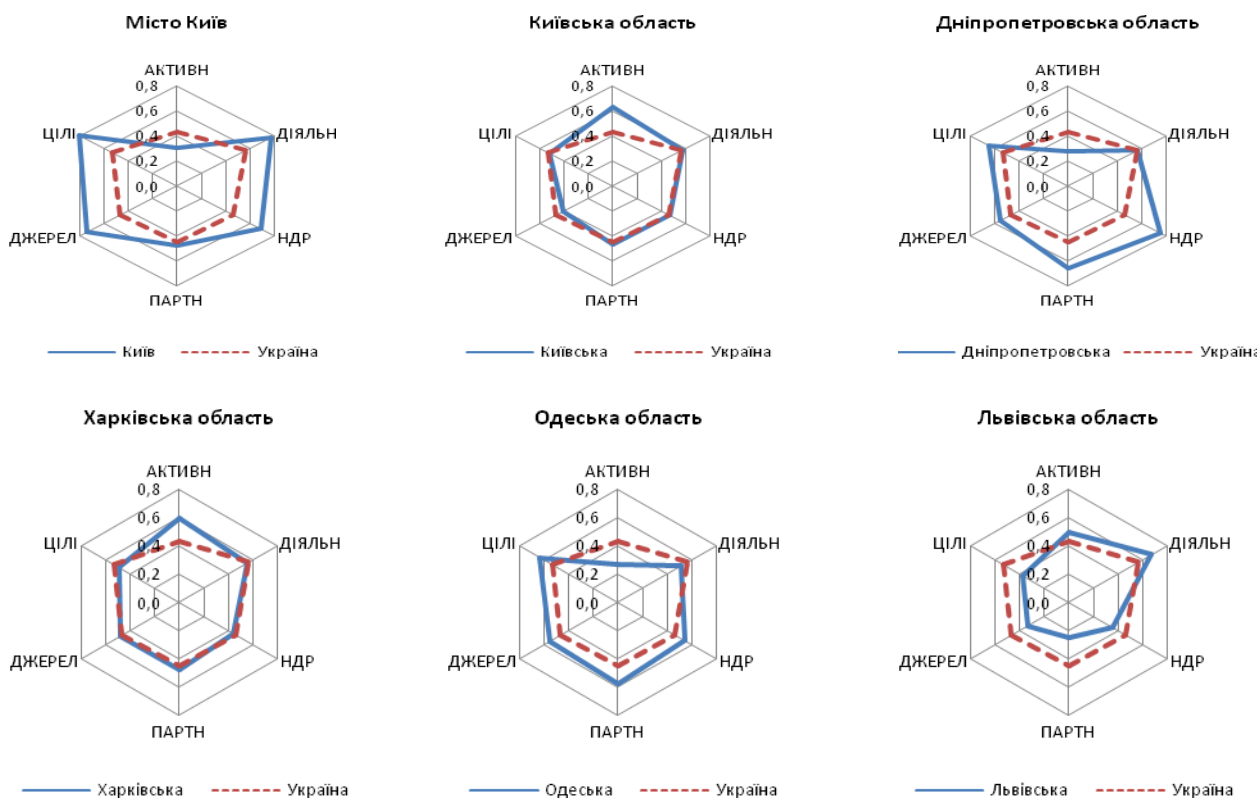 Місто Київ
АКТИВН
0,8
0,6
0,4
0,2
0,0
ДІЯЛЬН
НДР
ПАРТН
ДЖЕРЕЛ
ЦІЛІ
Київ
Україна
Київська область
АКТИВН
0,8
0,6
0,4
0,2
0,0
ДІЯЛЬН
НДР
ПАРТН
ДЖЕРЕЛ
ЦІЛІ
Київська
Україна
Дніпропетровська область
АКТИВН
0,8
0,6
0,4
0,2
0,0
ДІЯЛЬН
НДР
ПАРТН
ДЖЕРЕЛ
ЦІЛІ
Дніпропетровська
Україна
Харківська область
АКТИВН
0,8
0,6
0,4
0,2
0,0
ДІЯЛЬН
НДР
ПАРТН
ДЖЕРЕЛ
ЦІЛІ
Харківська
Україна
Одеська область
АКТИВН
0,8
0,6
0,4
0,2
0,0
ДІЯЛЬН
НДР
ПАРТН
ДЖЕРЕЛ
ЦІЛІ
Одеська
Україна
Львівська область
АКТИВН
0,8
0,6
0,4
0,2
0,0
ДІЯЛЬН
НДР
ПАРТН
ДЖЕРЕЛ
ЦІЛІ
Львівська
Україна